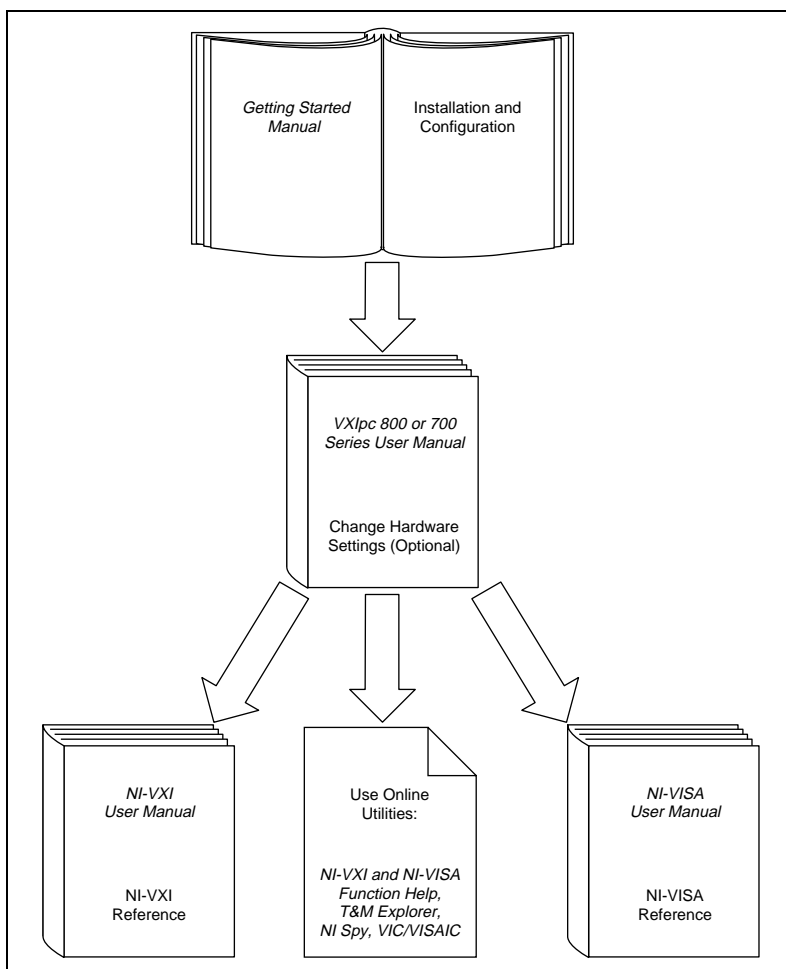 Getting Started
Manual
Installation and
Configuration
VXIpc 800 or 700
Series User Manual
Change Hardware
Settings (Optional)
NI-VXI
User Manual
NI-VXI
Reference
Use Online
Utilities:
NI-VXI and NI-VISA
Function Help,
T&M Explorer,
NI Spy, VIC/VISAIC
NI-VISA
User Manual
NI-VISA
Reference